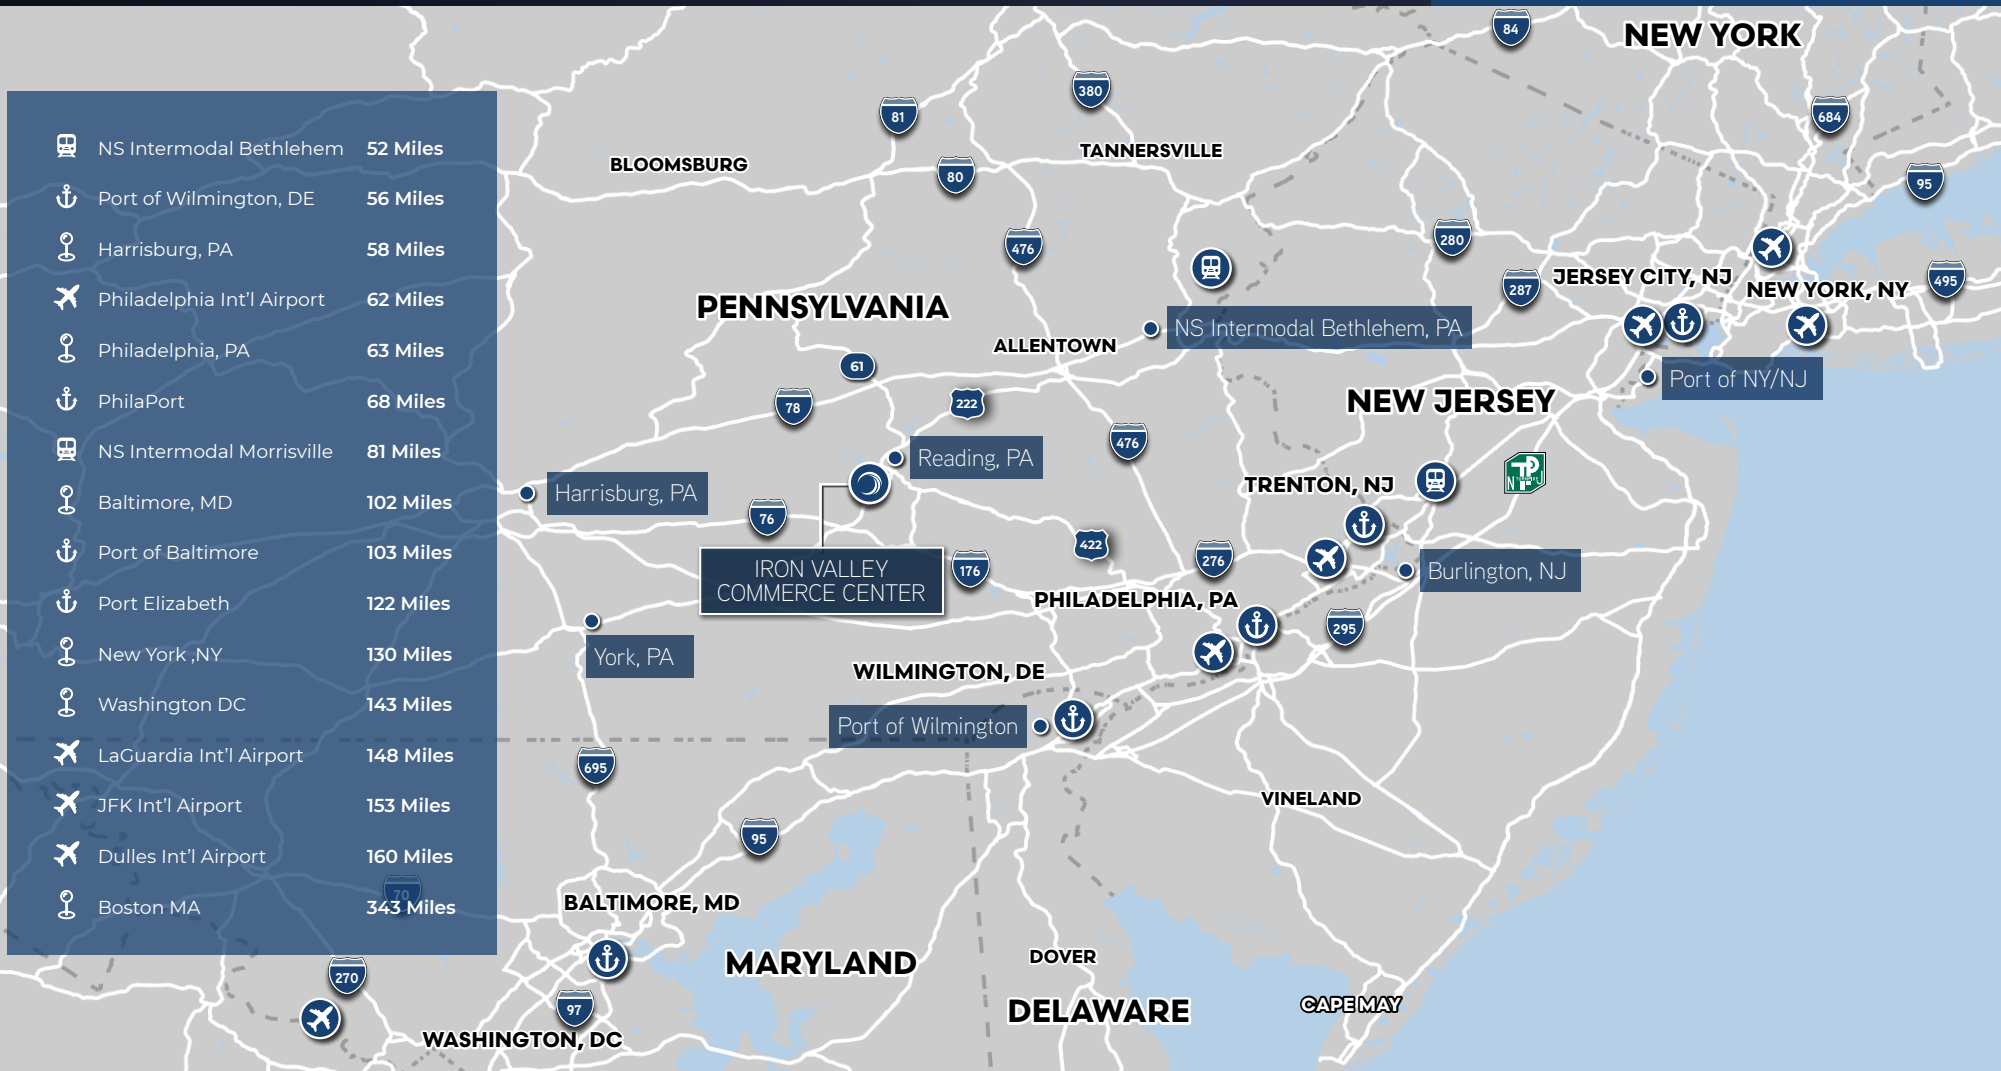 NS Intermodal Bethlehem 52 Miles
Port of Wilmington, DE 56 Miles
Harrisburg, PA 58 Miles
Philadelphia Int'l Airport 62 Miles
Philadelphia, PA 63 Miles
PhilaPort 68 Miles
NS Intermodal Morrisville 81 Miles
Baltimore, MD 102 Miles
Port of Baltimore 103 Miles
Port Elizabeth 122 Miles
New York ,NY 130 Miles
Washington DC 143 Miles
LaGuardia Int'l Airport 148 Miles
JFK Int'l Airport 153 Miles
Dulles Int'l Airport 160 Miles
70
Boston MA 343 Miles
84
NEW YORK
380
81
684
BLOOMSBURG
TANNERSVILLE
80
95
476
280
JERSEY CITY, NJ
287
NEW YORK, NY
495
PENNSYLVANIA
NS Intermodal Bethlehem, PA
ALLENTOWN
61
Port of NY/NJ
78
222
NEW JERSEY
476
Reading, PA
Harrisburg, PA
TRENTON, NJ
TP
N J
76
422
276
IRON VALLEY
COMMERCE CENTER
176
Burlington, NJ
PHILADELPHIA, PA
295
York, PA
WILMINGTON, DE
Port of Wilmington
695
VINELAND
95
BALTIMORE, MD
MARYLAND
DOVER
270
97
DELAWARE
CAPE MAY
WASHINGTON, DC